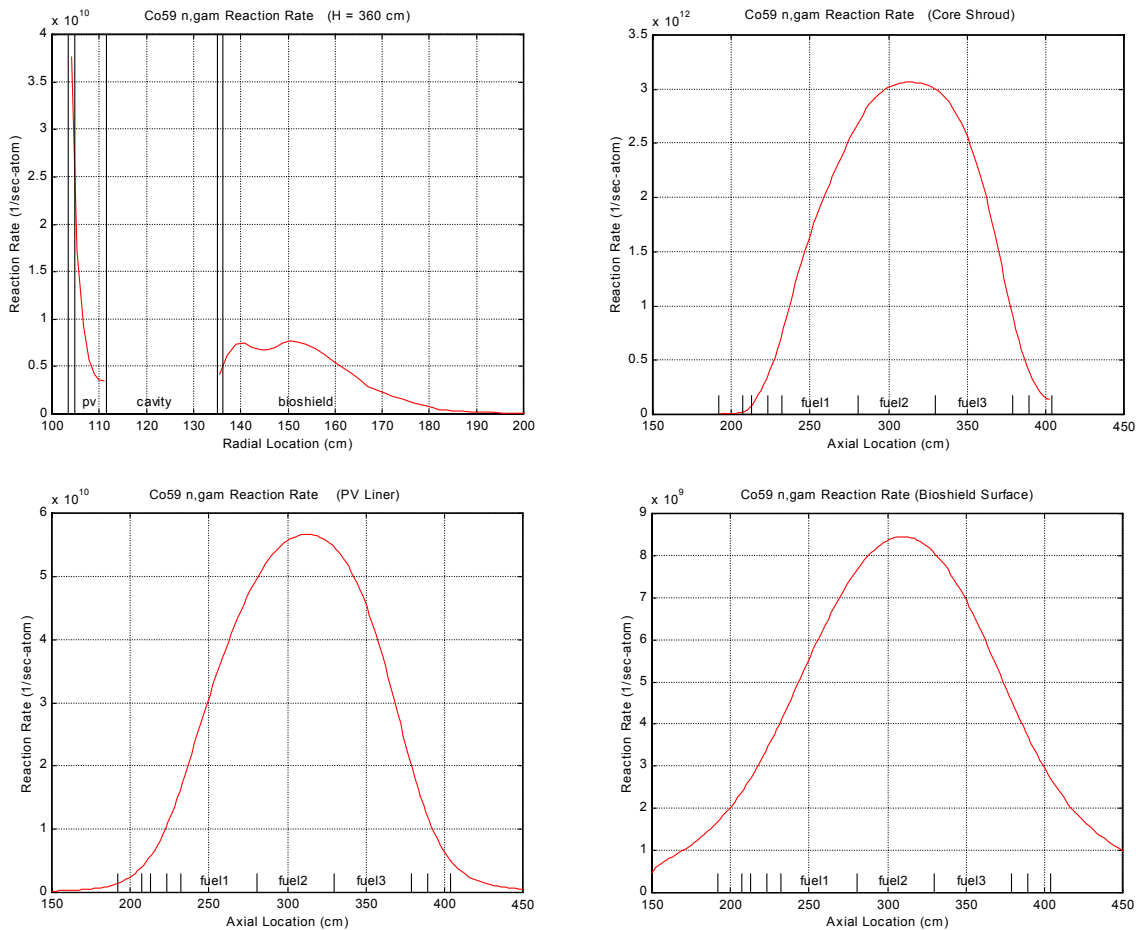 Co59 n,gam Reaction Rate (H = 360 cm)
x 10^10
4
3.5
3
2.5
2
1.5
1
0.5
0
Reaction Rate (1/sec-atom)
pv cavity bioshield
100 110 120 130 140 150 160 170 180 190 200
Radial Location (cm)
Co59 n,gam Reaction Rate (Core Shroud)
x 10^12
3.5
3
2.5
2
1.5
1
0.5
0
Reaction Rate (1/sec-atom)
fuel1 fuel2 fuel3
150 200 250 300 350 400 450
Axial Location (cm)
Co59 n,gam Reaction Rate (PV Liner)
x 10^10
6
5
4
3
2
1
0
Reaction Rate (1/sec-atom)
fuel1 fuel2 fuel3
150 200 250 300 350 400 450
Axial Location (cm)
Co59 n,gam Reaction Rate (Bioshield Surface)
x 10^9
9
8
7
6
5
4
3
2
1
0
Reaction Rate (1/sec-atom)
fuel1 fuel2 fuel3
150 200 250 300 350 400 450
Axial Location (cm)